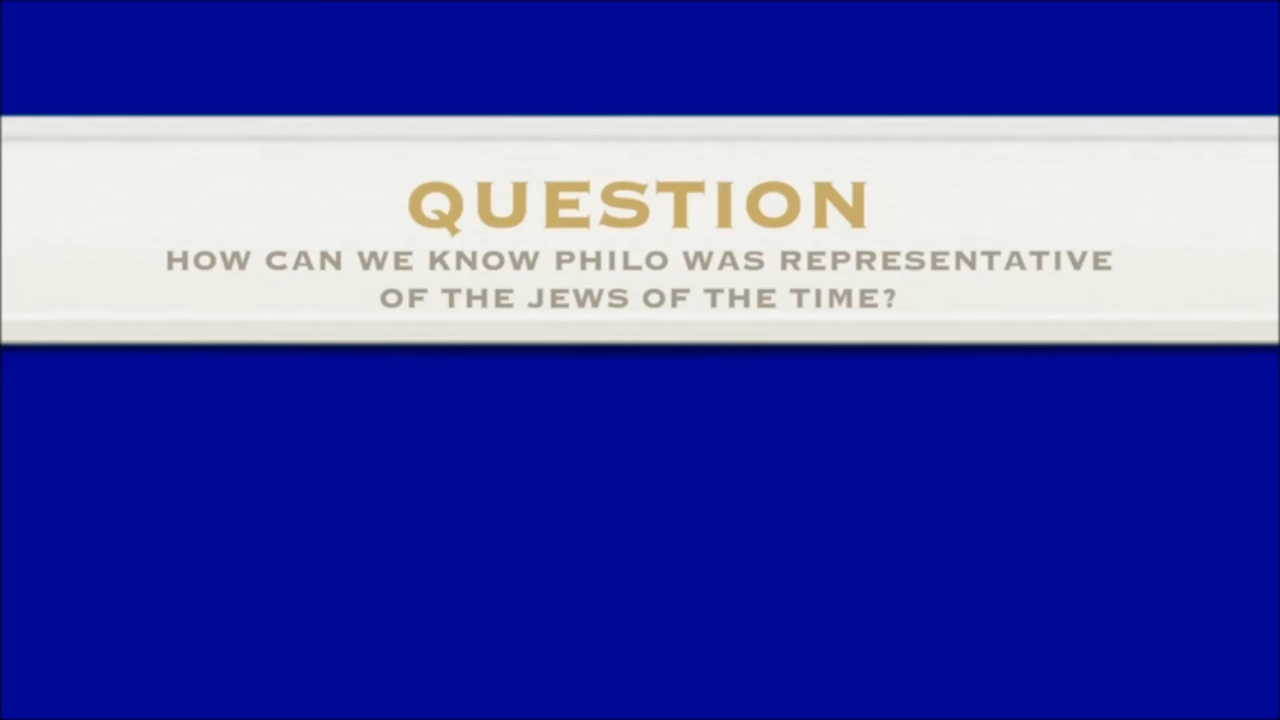 QUESTION
HOW CAN WE KNOW PHILO WAS REPRESENTATIVE
OF THE JEWS OF THE TIME?